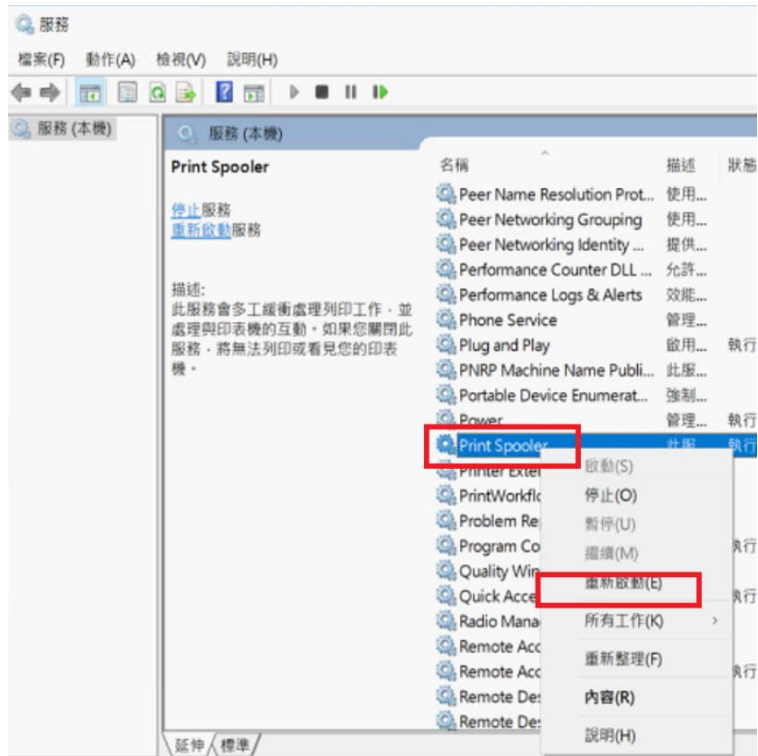 服務
檔案(F) 動作(A) 檢視(V) 說明(H)
服務 (本機)
服務 (本機)
Print Spooler
停止服務
重新啟動服務
描述:
此服務會多工緩衝處理列印工作，並
處理與印表機的互動。如果您關閉此
服務，將無法列印或看見您的印表
機。
名稱 描述 狀態
Peer Name Resolution Prot... 使用...
Peer Networking Grouping 使用...
Peer Networking Identity ... 提供...
Performance Counter DLL ... 允許...
Performance Logs & Alerts 效能...
Phone Service 管理...
Plug and Play 啟用... 執行
PNRP Machine Name Publi... 此服...
Portable Device Enumerat... 強制...
Power 管理... 執行
Print Spooler 此服 執行
Printer Exter
PrintWorkflo
Problem Re
Program Co 執行
Quality Win
Quick Acce 執行
Radio Mana
Remote Acc
Remote Acc 執行
Remote Des
Remote Des
啟動(S)
停止(O)
暫停(U)
繼續(M)
重新啟動(E)
所有工作(K)
重新整理(F)
內容(R)
說明(H)
延伸 標準